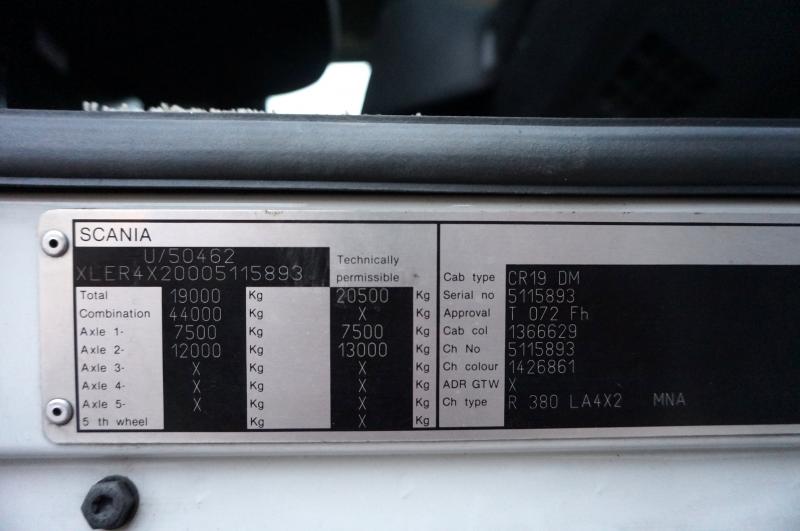 SCANIA
U/50462
XLER4X20005115893
Technically
permissible
Total 19000 Kg 20500 Kg
Combination 44000 Kg X Kg
Axle 1- 7500 Kg 7500 Kg
Axle 2- 12000 Kg 13000 Kg
Axle 3- X Kg X Kg
Axle 4- X Kg X Kg
Axle 5- X Kg X Kg
5 th wheel Kg X Kg
Cab type CR19 DM
Serial no 5115893
Approval T 072 Fh
Cab col 1366629
Ch No 5115893
Ch colour 1426861
ADR GTW X
Ch type R 380 LA4X2 MNA